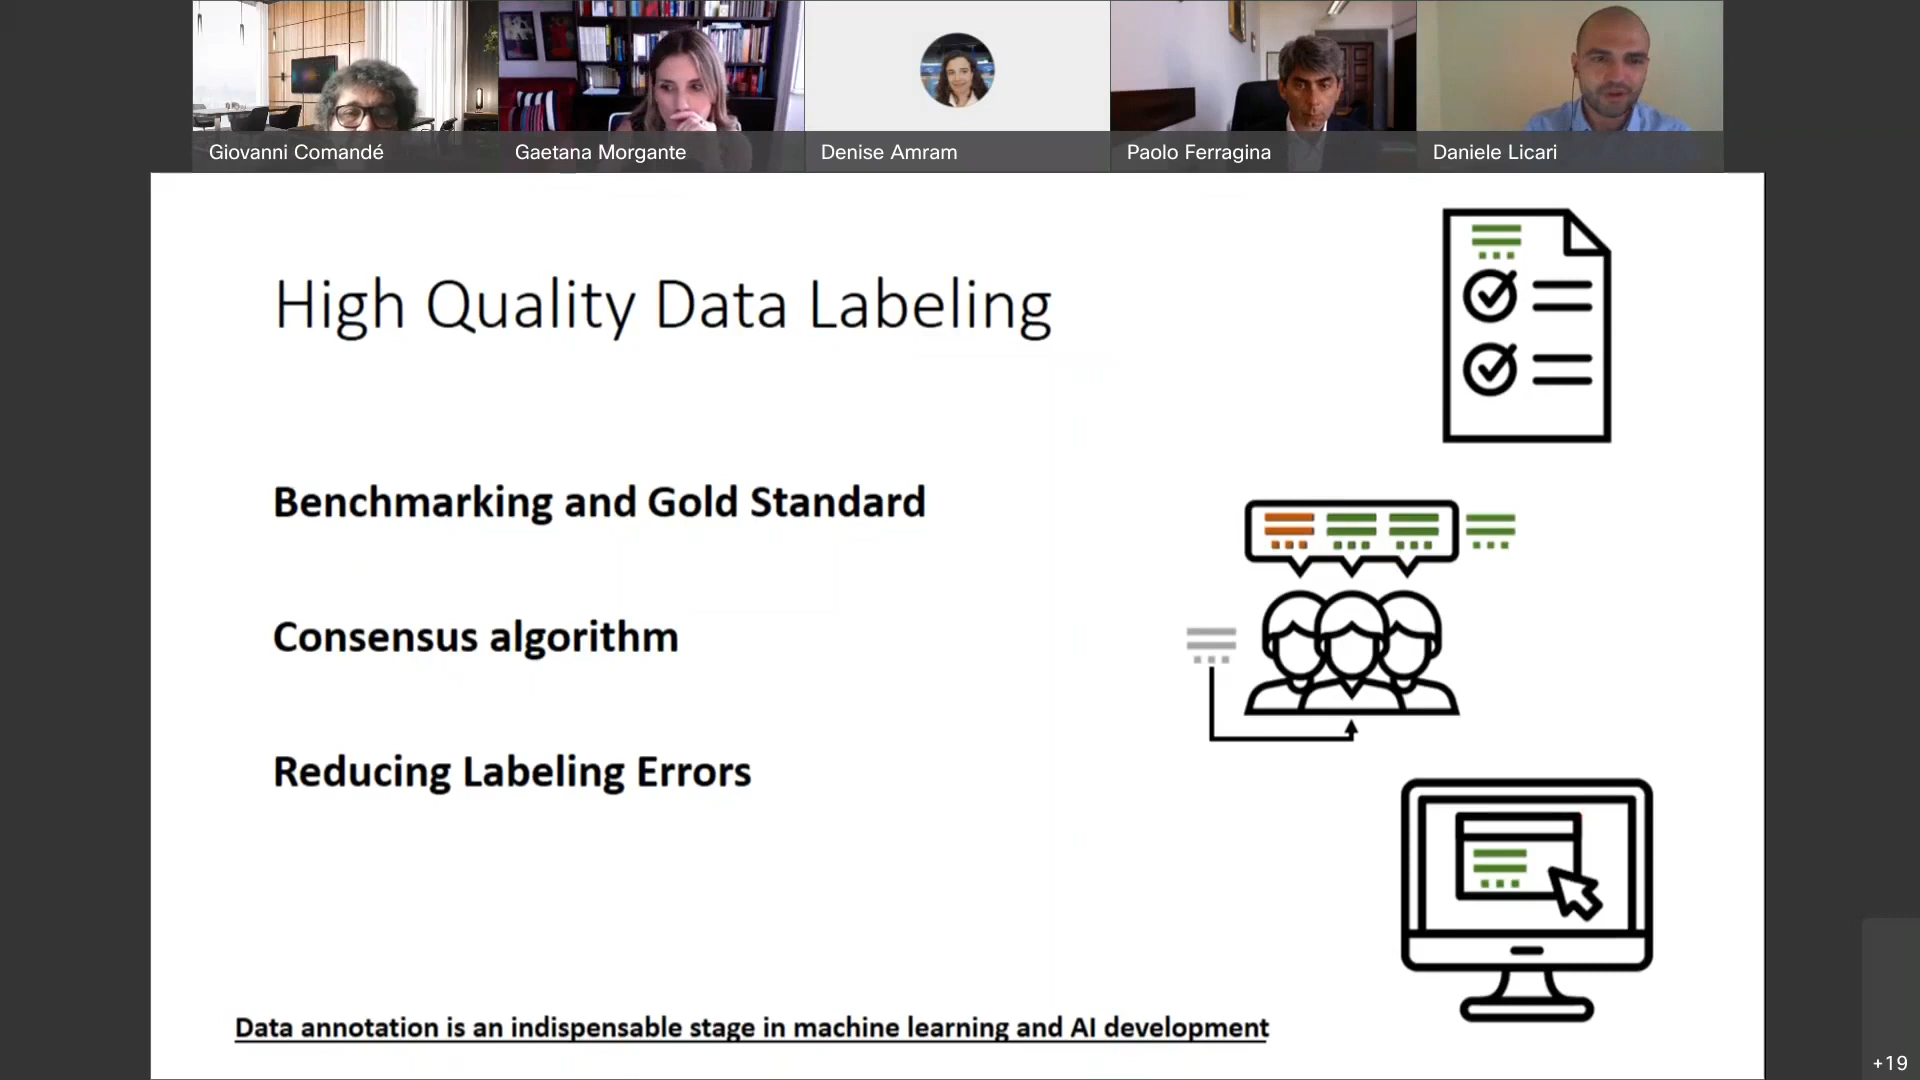 Giovanni Comandé
Gaetana Morgante
Denise Amram
Paolo Ferragina
Daniele Licari
High Quality Data Labeling
Benchmarking and Gold Standard
Consensus algorithm
Reducing Labeling Errors
Data annotation is an indispensable stage in machine learning and AI development
+19